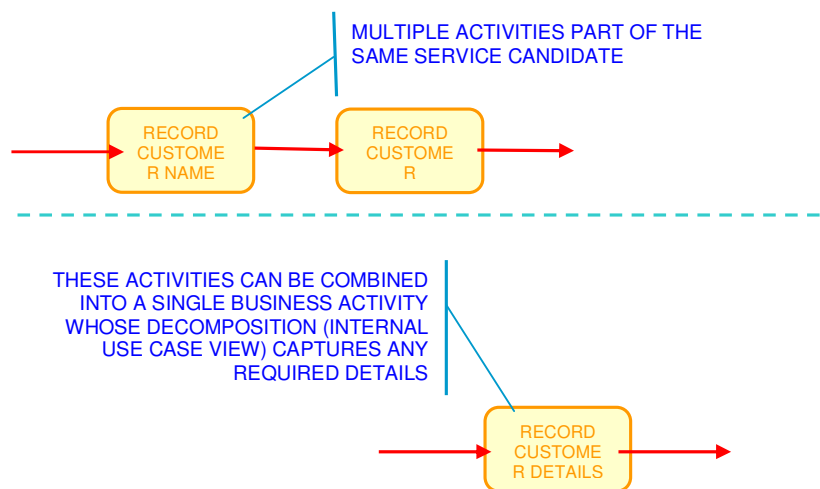 MULTIPLE ACTIVITIES PART OF THE
SAME SERVICE CANDIDATE
RECORD
CUSTOME
R NAME
RECORD
CUSTOME
R
THESE ACTIVITIES CAN BE COMBINED
INTO A SINGLE BUSINESS ACTIVITY
WHOSE DECOMPOSITION (INTERNAL
USE CASE VIEW) CAPTURES ANY
REQUIRED DETAILS
RECORD
CUSTOME
R DETAILS